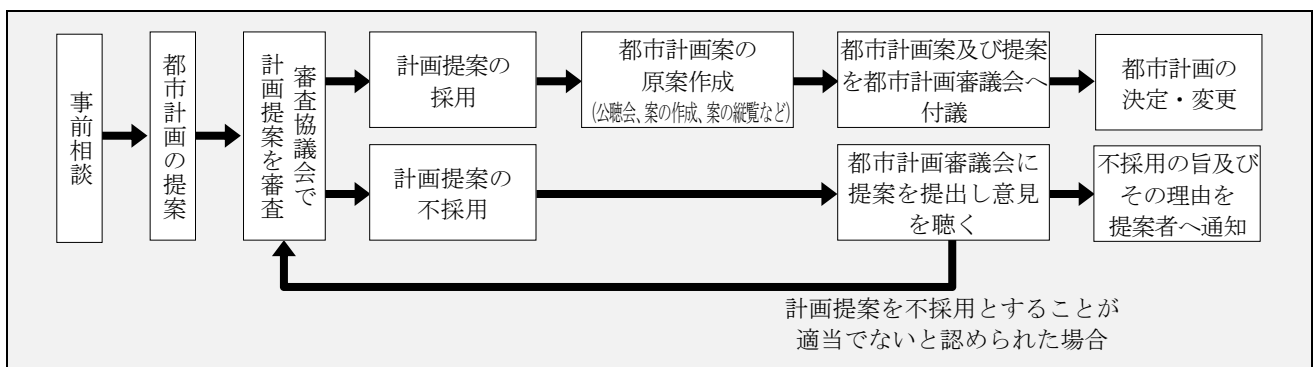 事前相談
都市計画の提案
審査協議会で
計画提案を審査
計画提案の
採用
都市計画案の
原案作成
(公聴会、案の作成、案の縦覧など)
都市計画案及び提案
を都市計画審議会へ
付議
都市計画の
決定・変更
計画提案の
不採用
都市計画審議会に
提案を提出し意見
を聴く
不採用の旨及び
その理由を
提案者へ通知
計画提案を不採用とすることが
適当でないと認められた場合